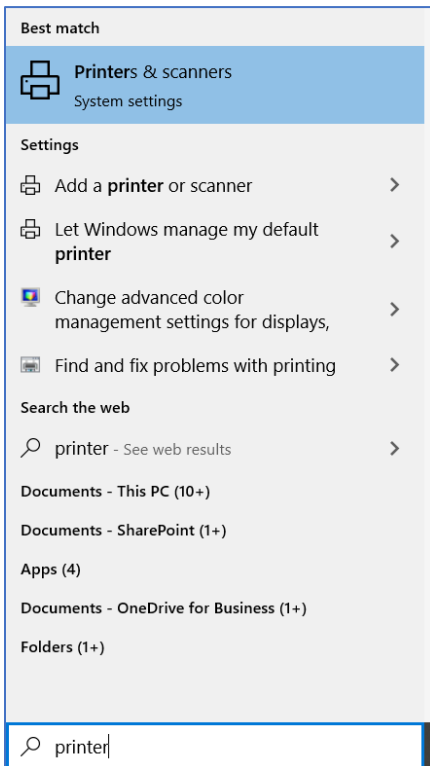 Best match
Printers & scanners
System settings
Settings
Add a printer or scanner
Let Windows manage my default
printer
Change advanced color
management settings for displays,
Find and fix problems with printing
Search the web
printer - See web results
Documents - This PC (10+)
Documents - SharePoint (1+)
Apps (4)
Documents - OneDrive for Business (1+)
Folders (1+)
printer